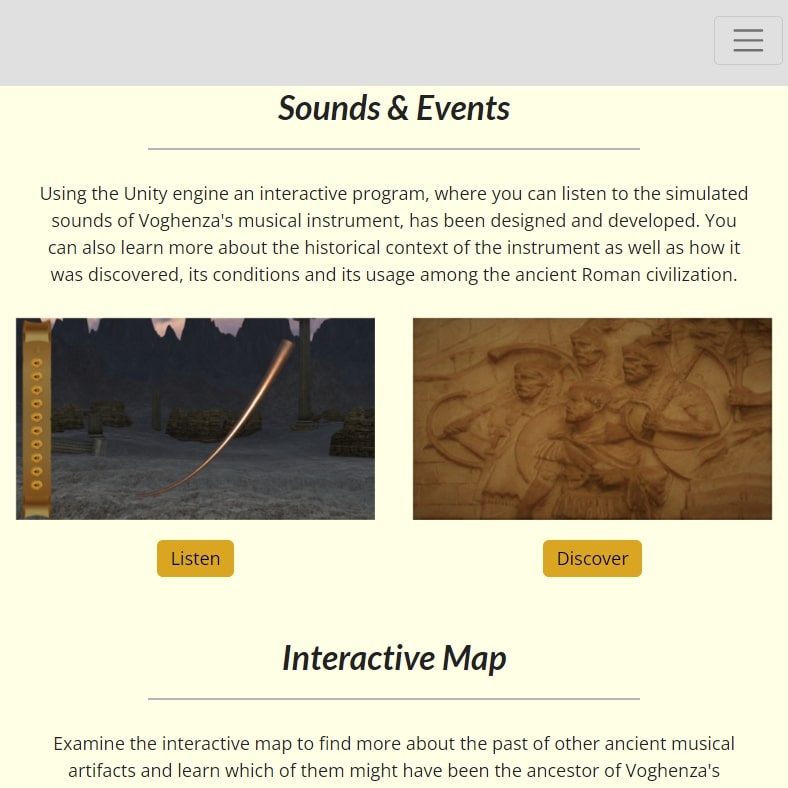 Sounds & Events
Using the Unity engine an interactive program, where you can listen to the simulated
sounds of Voghenza's musical instrument, has been designed and developed. You
can also learn more about the historical context of the instrument as well as how it
was discovered, its conditions and its usage among the ancient Roman civilization.
Listen
Discover
Interactive Map
Examine the interactive map to find more about the past of other ancient musical
artifacts and learn which of them might have been the ancestor of Voghenza's